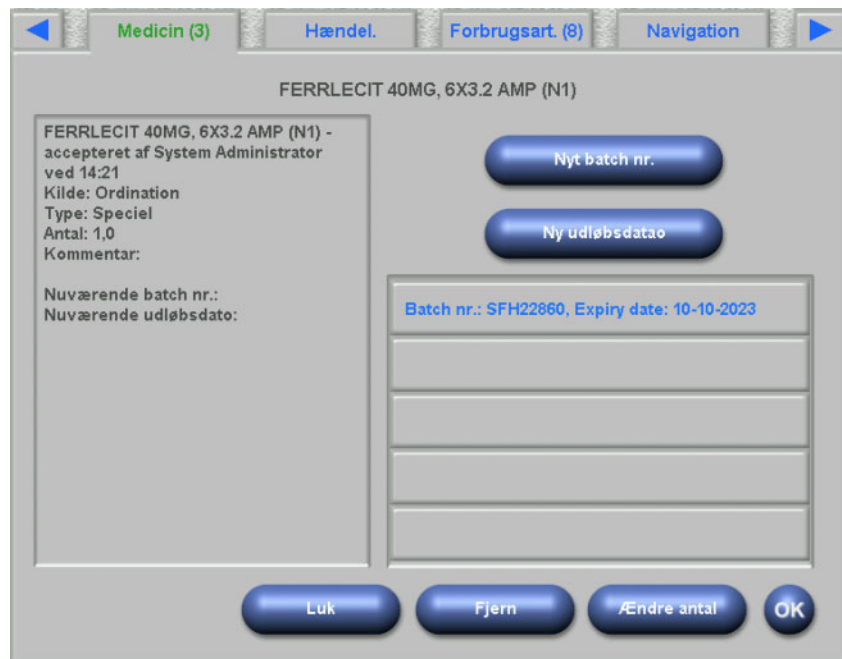 Medicin (3)
Hændel.
Forbrugsart. (8)
Navigation
FERRLECIT 40MG, 6X3.2 AMP (N1)
FERRLECIT 40MG, 6X3.2 AMP (N1) -
accepteret af System Administrator
ved 14:21
Kilde: Ordination
Type: Speciel
Antal: 1,0
Kommentar:
Nuværende batch nr.:
Nuværende udløbsdato:
Nyt batch nr.
Ny udløbsdatao
Batch nr.: SFH22860, Expiry date: 10-10-2023
Luk
Fjern
Ændre antal
OK